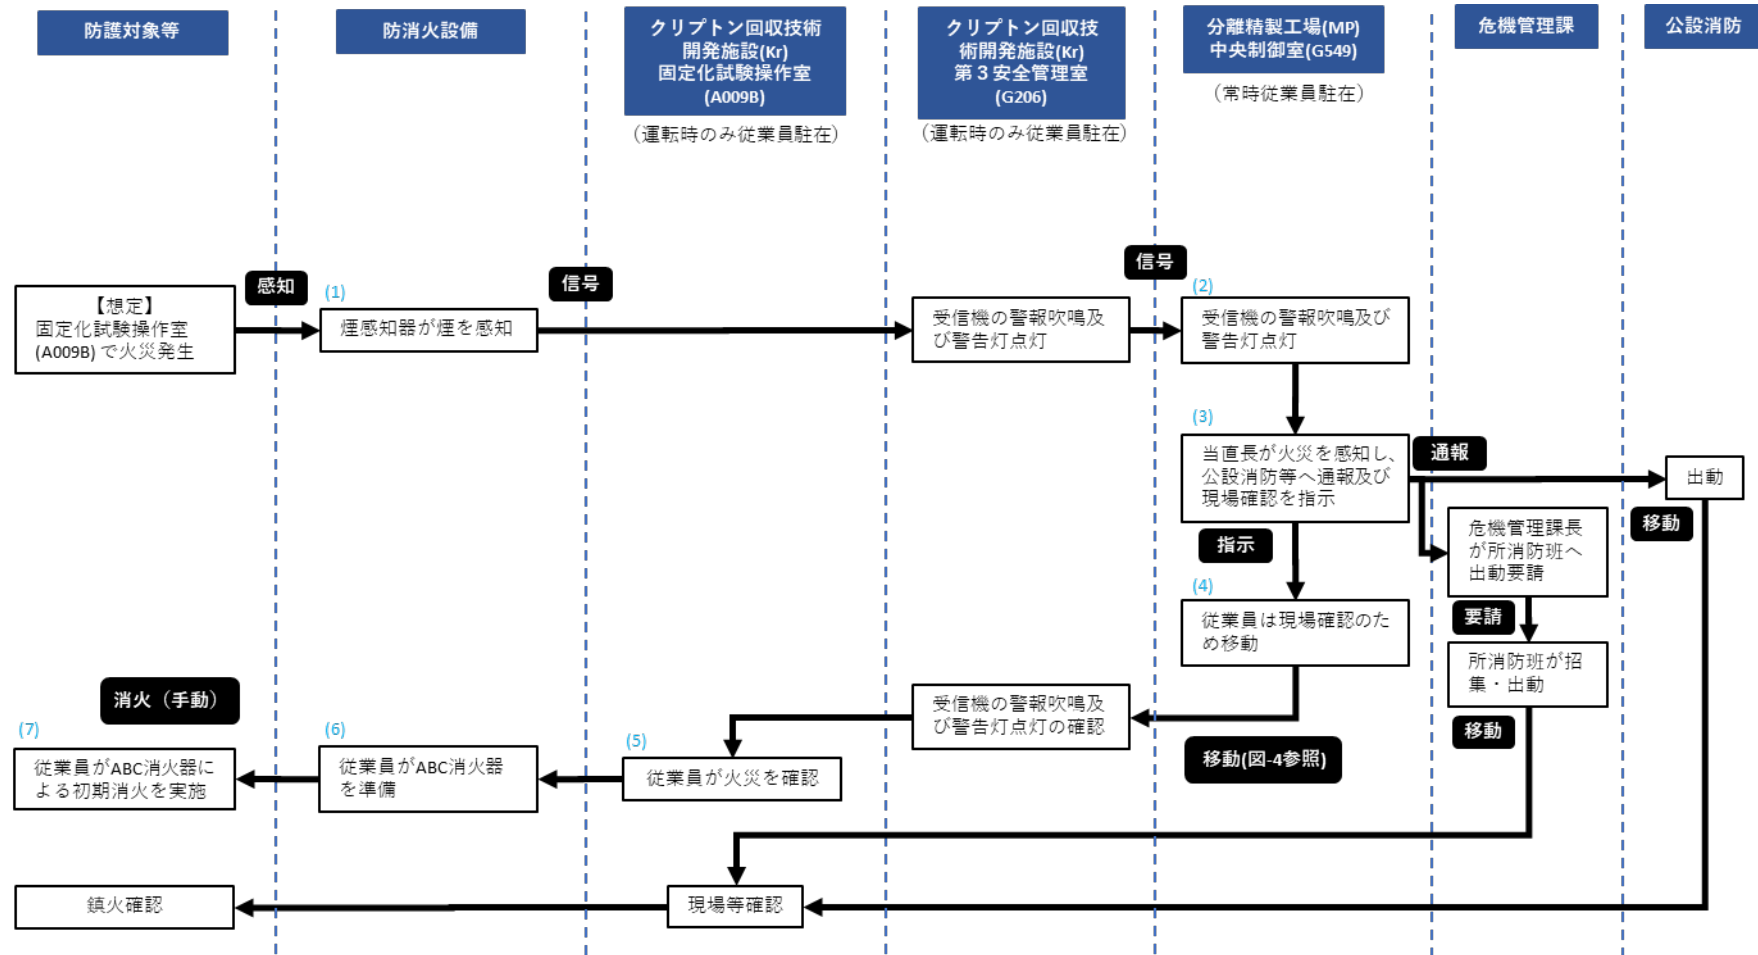 防護対象等
防消火設備
クリプトン回収技術
開発施設(Kr)
固定化試験操作室
(A009B)
（運転時のみ従業員駐在）
クリプトン回収技
術開発施設(Kr)
第３安全管理室
(G206)
（運転時のみ従業員駐在）
分離精製工場(MP)
中央制御室(G549)
（常時従業員駐在）
危機管理課
公設消防
【想定】
固定化試験操作室
(A009B) で火災発生
感知
(1)
煙感知器が煙を感知
信号
受信機の警報吹鳴及
び警告灯点灯
信号
(2)
受信機の警報吹鳴及び
警告灯点灯
(3)
当直長が火災を感知し、
公設消防等へ通報及び
現場確認を指示
通報
出動
移動
危機管理課長
が所消防班へ
出動要請
指示
(4)
従業員は現場確認のた
め移動
要請
所消防班が招
集・出動
移動
移動(図-4参照)
受信機の警報吹鳴及
び警告灯点灯の確認
(5)
従業員が火災を確認
(6)
従業員がABC消火器
を準備
消火（手動）
(7)
従業員がABC消火器に
よる初期消火を実施
現場等確認
鎮火確認